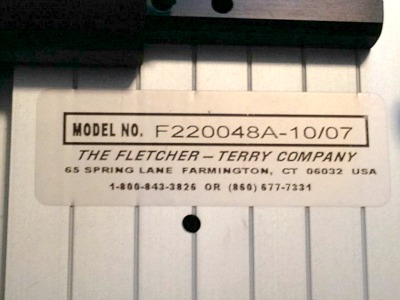 MODEL NO. F220048A-10/07
THE FLETCHER – TERRY COMPANY
65 SPRING LANE FARMINGTON, CT 06032 USA
1-800-843-3826 OR (860) 677-7331